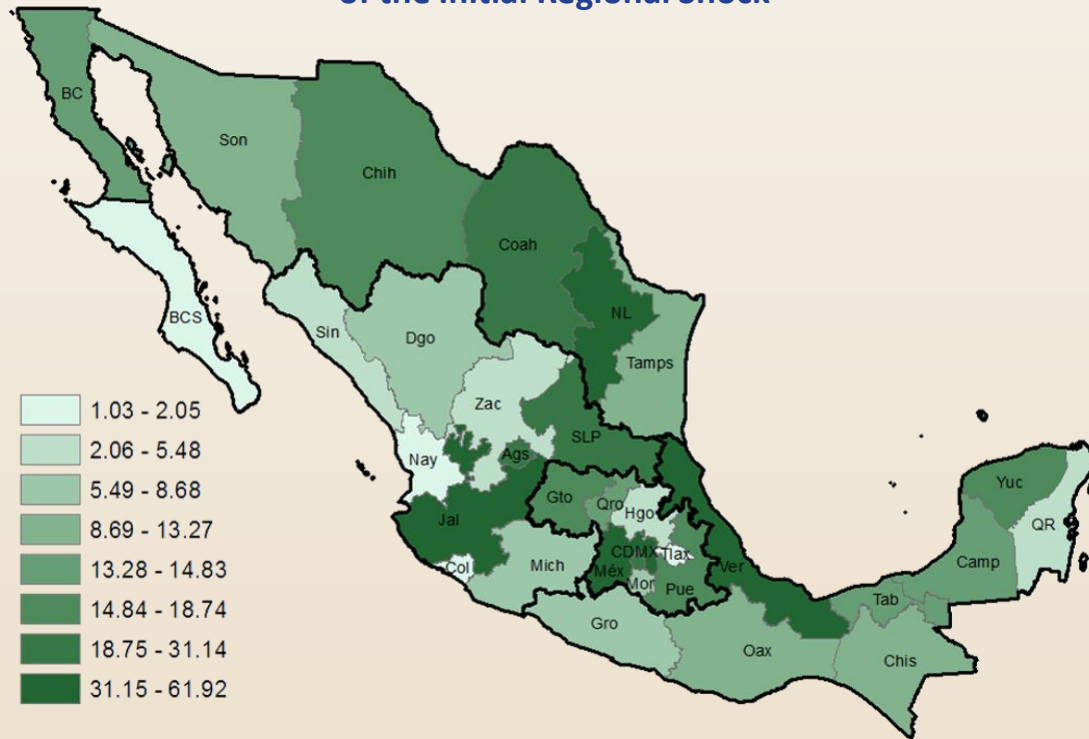 of the Initial Regional Shock
BC
Son
Chih
Coah
BCS
Sin
Dgo
NL
Tamps
Zac
SLP
Nay
Ags
Jal
Gto
Qro
Hgo
Yuc
QR
Col
Mich
CDMX
Tlax
Méx
Mor
Pue
Ver
Camp
Tab
Gro
Oax
Chis
1.03 - 2.05
2.06 - 5.48
5.49 - 8.68
8.69 - 13.27
13.28 - 14.83
14.84 - 18.74
18.75 - 31.14
31.15 - 61.92